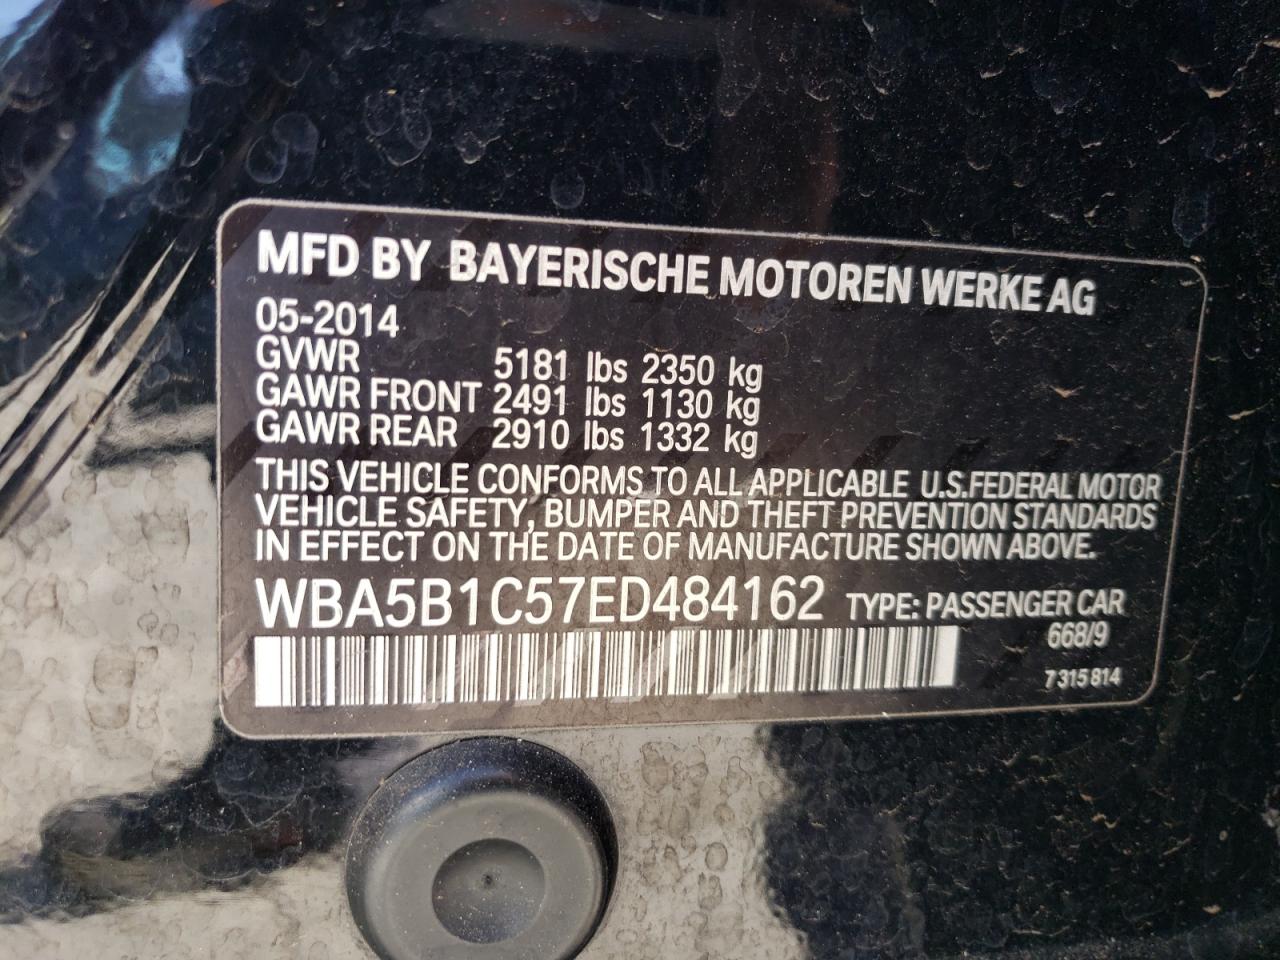 MFD BY BAYERISCHE MOTOREN WERKE AG
05-2014
GVWR 5181 lbs 2350 kg
GAWR FRONT 2491 lbs 1130 kg
GAWR REAR 2910 lbs 1332 kg
THIS VEHICLE CONFORMS TO ALL APPLICABLE U.S.FEDERAL MOTOR
VEHICLE SAFETY, BUMPER AND THEFT PREVENTION STANDARDS
IN EFFECT ON THE DATE OF MANUFACTURE SHOWN ABOVE.
WBA5B1C57ED484162 TYPE: PASSENGER CAR
668/9
7 315 814